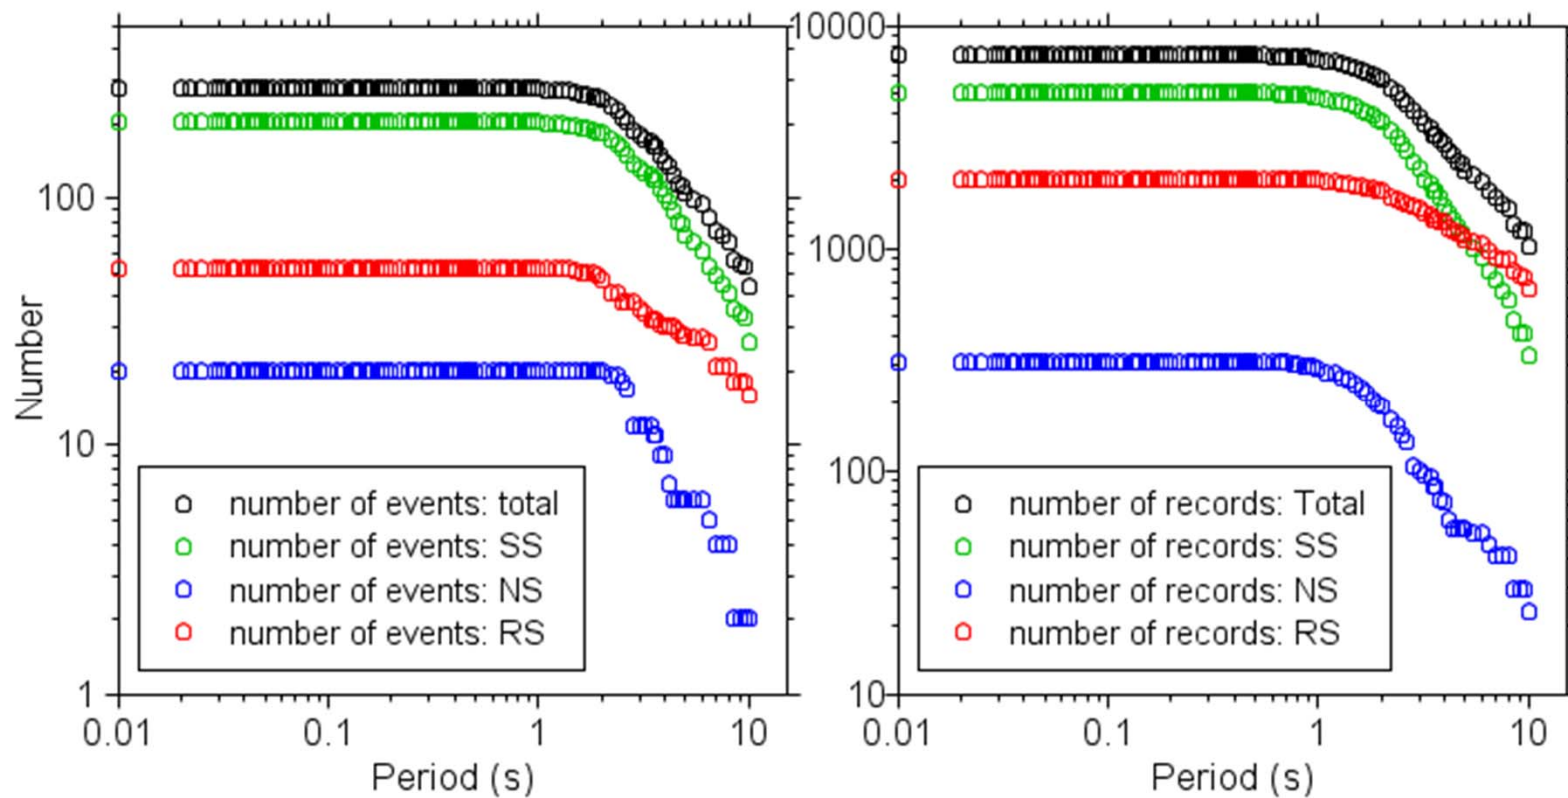 10000
1000
100
10
100
10
1
Number
number of events: total
number of events: SS
number of events: NS
number of events: RS
number of records: Total
number of records: SS
number of records: NS
number of records: RS
0.01 0.1 1 10
0.01 0.1 1 10
Period (s)
Period (s)